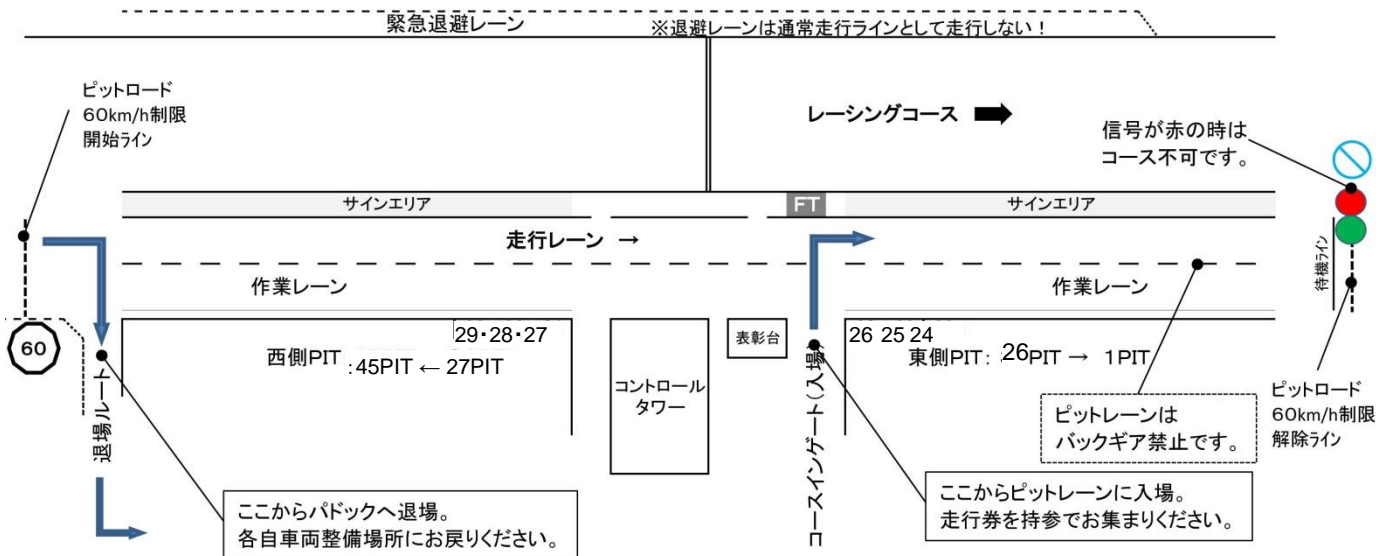 緊急退避レーン
※退避レーンは通常走行ラインとして走行しない！
ピットロード
60km/h制限
開始ライン
レーシングコース
信号が赤の時は
コース不可です。
サインエリア
FT
サインエリア
走行レーン →
待機ライン
作業レーン
作業レーン
60
29・28・27
西側PIT :45PIT ← 27PIT
コントロール
タワー
表彰台
26 25 24
東側PIT: 26PIT → 1PIT
退場ルート
コースインゲート(入場)
ピットレーンは
バックギア禁止です。
ピットロード
60km/h制限
解除ライン
ここからパドックへ退場。
各自車両整備場所にお戻りください。
ここからピットレーンに入場。
走行券を持参でお集まりください。